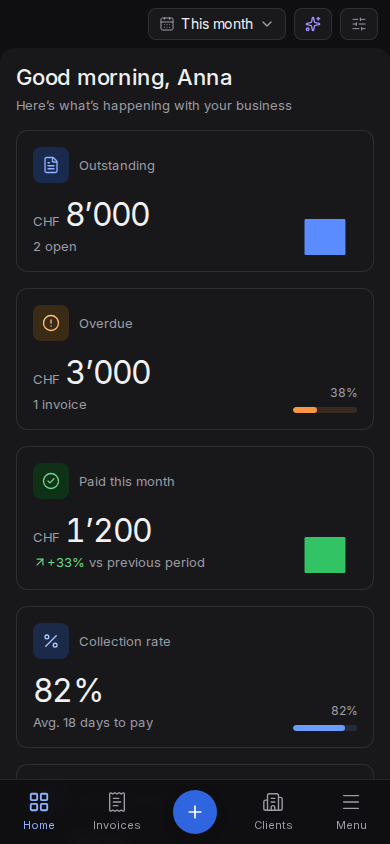 This month
Good morning, Anna
Here’s what’s happening with your business
Outstanding
CHF 8’000
2 open
Overdue
CHF 3’000
1 invoice
38%
Paid this month
CHF 1’200
+33% vs previous period
Collection rate
82%
Avg. 18 days to pay
82%
Home
Invoices
Clients
Menu